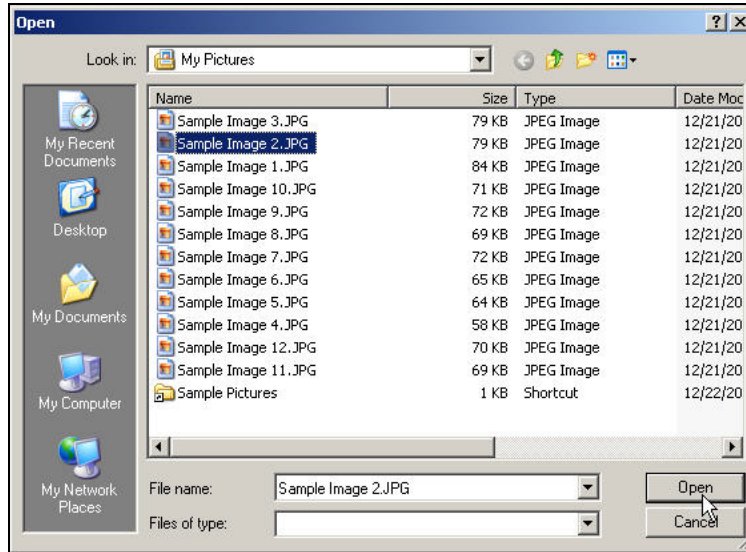 Open
Look in: My Pictures
Name Size Type Date Moc
My Recent Documents
Desktop
My Documents
My Computer
My Network Places
Sample Image 3.JPG 79 KB JPEG Image 12/21/20
Sample Image 2.JPG 79 KB JPEG Image 12/21/20
Sample Image 1.JPG 84 KB JPEG Image 12/21/20
Sample Image 10.JPG 71 KB JPEG Image 12/21/20
Sample Image 9.JPG 72 KB JPEG Image 12/21/20
Sample Image 8.JPG 69 KB JPEG Image 12/21/20
Sample Image 7.JPG 72 KB JPEG Image 12/21/20
Sample Image 6.JPG 65 KB JPEG Image 12/21/20
Sample Image 5.JPG 64 KB JPEG Image 12/21/20
Sample Image 4.JPG 58 KB JPEG Image 12/21/20
Sample Image 12.JPG 70 KB JPEG Image 12/21/20
Sample Image 11.JPG 69 KB JPEG Image 12/21/20
Sample Pictures 1 KB Shortcut 12/22/20
File name: Sample Image 2.JPG Open
Files of type: Cancel